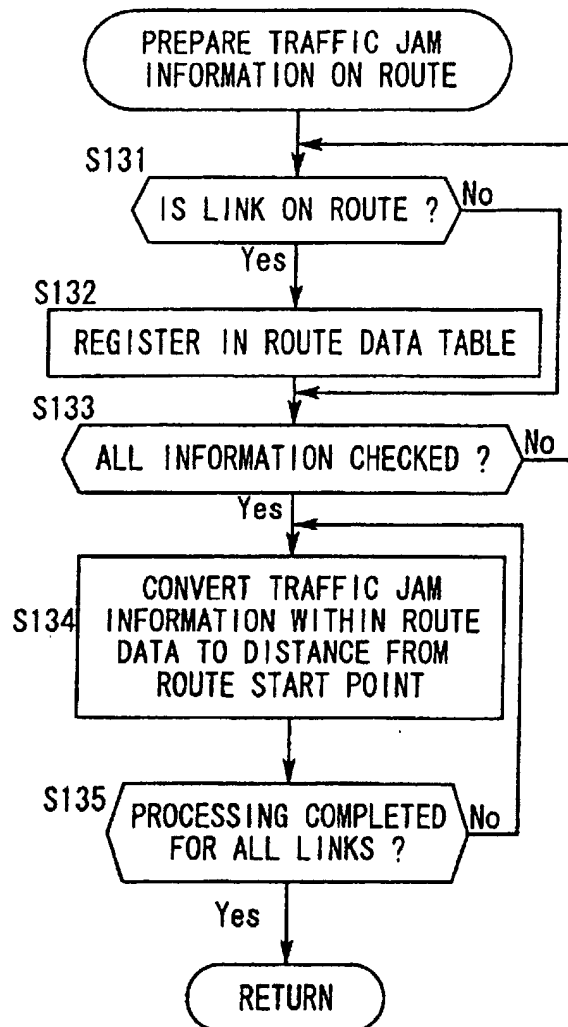 PREPARE TRAFFIC JAM
INFORMATION ON ROUTE
S131
IS LINK ON ROUTE ?
No
Yes
S132
REGISTER IN ROUTE DATA TABLE
S133
ALL INFORMATION CHECKED ?
No
Yes
S134
CONVERT TRAFFIC JAM
INFORMATION WITHIN ROUTE
DATA TO DISTANCE FROM
ROUTE START POINT
S135
PROCESSING COMPLETED
FOR ALL LINKS ?
No
Yes
RETURN